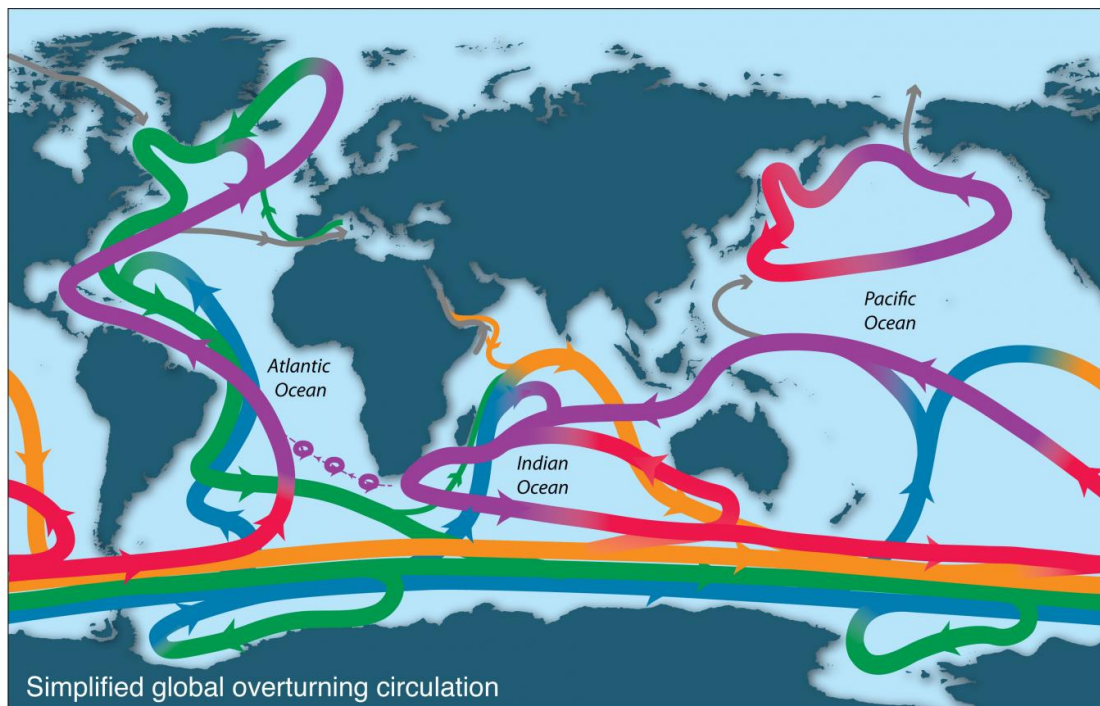 Pacific
Ocean
Atlantic
Ocean
Indian
Ocean
Simplified global overturning circulation